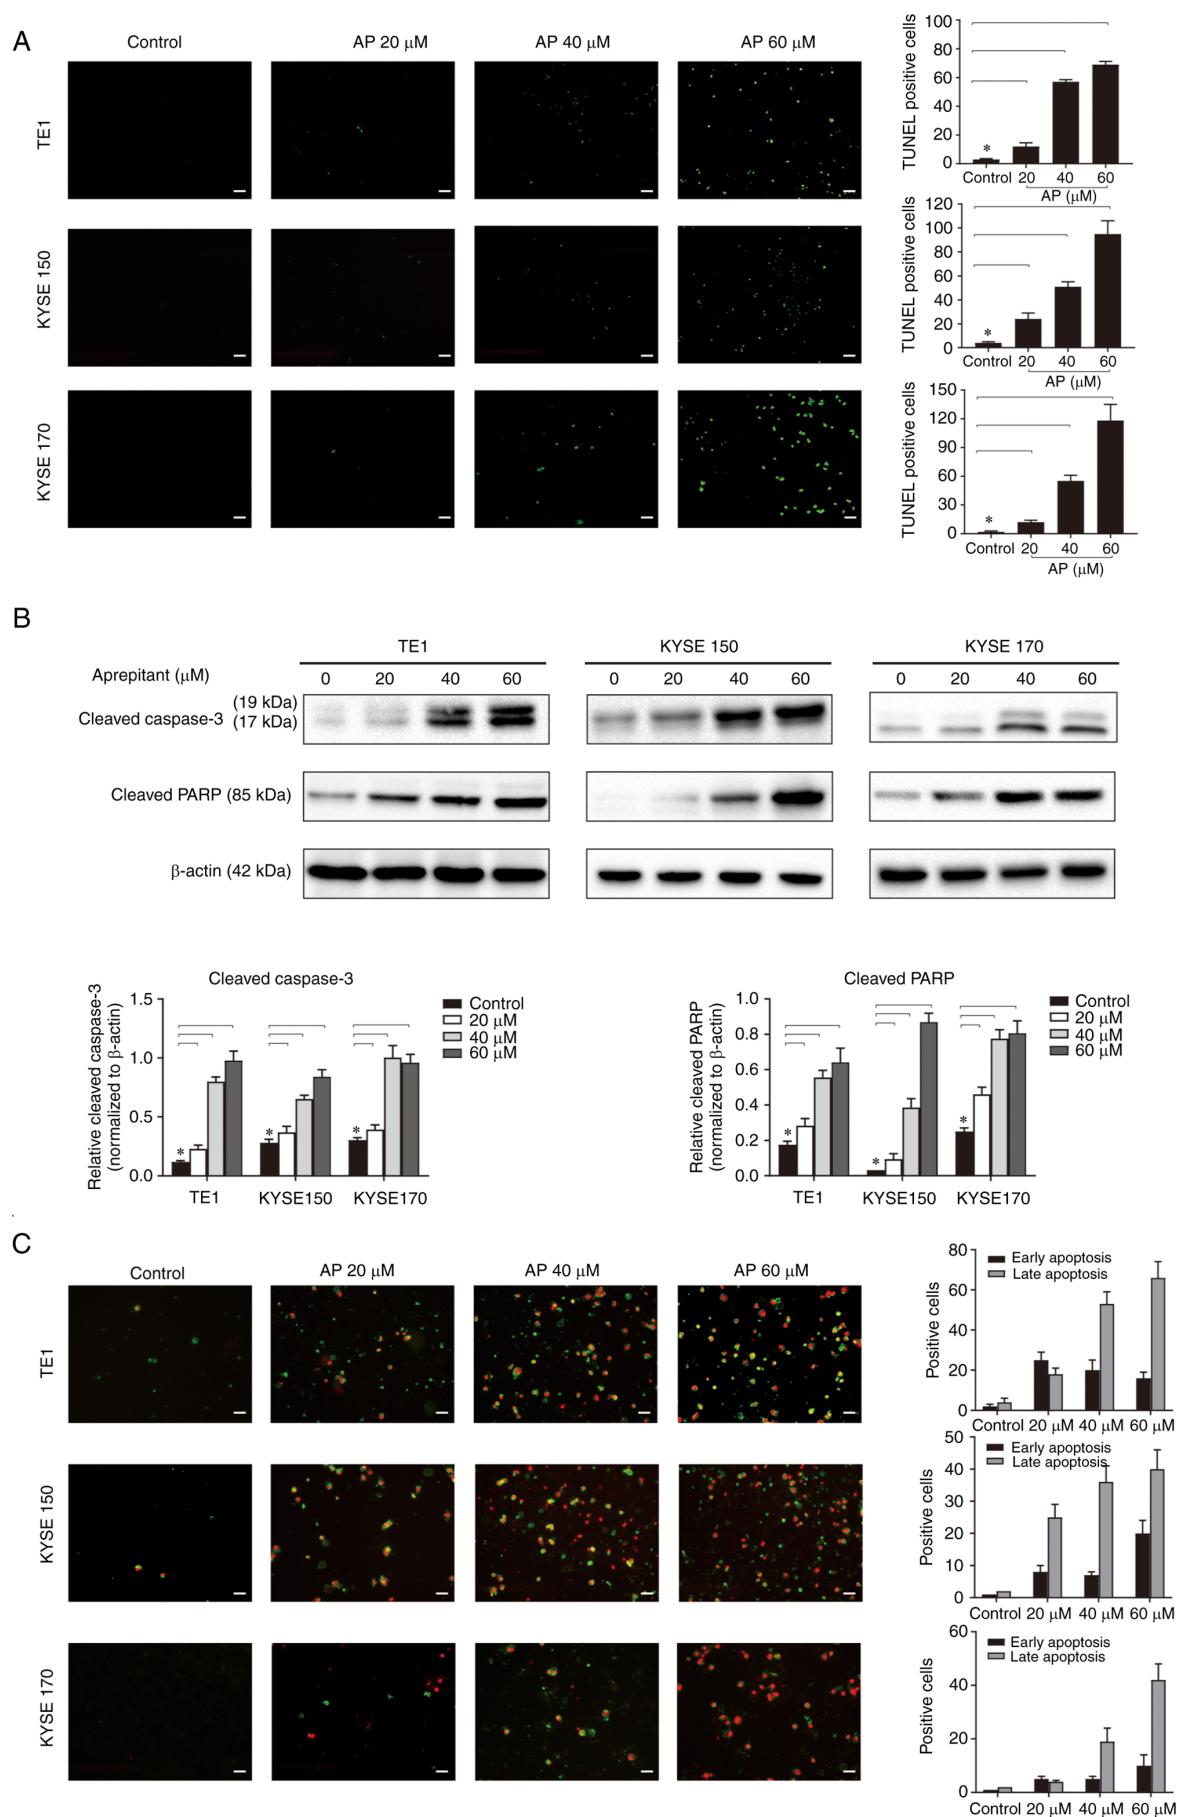 A
Control
AP 20 μM
AP 40 μM
AP 60 μM
TE1
KYSE 150
KYSE 170
TUNEL positive cells
100
80
60
40
20
0
*
Control 20 40 60
AP (μM)
TUNEL positive cells
120
100
80
60
40
20
0
*
Control 20 40 60
AP (μM)
TUNEL positive cells
150
120
90
60
30
0
*
Control 20 40 60
AP (μM)
B
TE1 KYSE 150 KYSE 170
Aprepitant (μM) 0 20 40 60 0 20 40 60 0 20 40 60
Cleaved caspase-3 (19 kDa)
(17 kDa)
Cleaved PARP (85 kDa)
β-actin (42 kDa)
Cleaved caspase-3
Relative cleaved caspase-3
(normalized to β-actin)
1.5
1.0
0.5
0.0
* * *
TE1 KYSE150 KYSE170
Control
20 μM
40 μM
60 μM
Cleaved PARP
Relative cleaved PARP
(normalized to β-actin)
1.0
0.8
0.6
0.4
0.2
0.0
* * *
TE1 KYSE150 KYSE170
Control
20 μM
40 μM
60 μM
C
Control
AP 20 μM
AP 40 μM
AP 60 μM
TE1
KYSE 150
KYSE 170
Positive cells
80
60
40
20
0
Early apoptosis
Late apoptosis
Control 20 μM 40 μM 60 μM
Positive cells
50
40
30
20
10
0
Early apoptosis
Late apoptosis
Control 20 μM 40 μM 60 μM
Positive cells
60
40
20
0
Early apoptosis
Late apoptosis
Control 20 μM 40 μM 60 μM